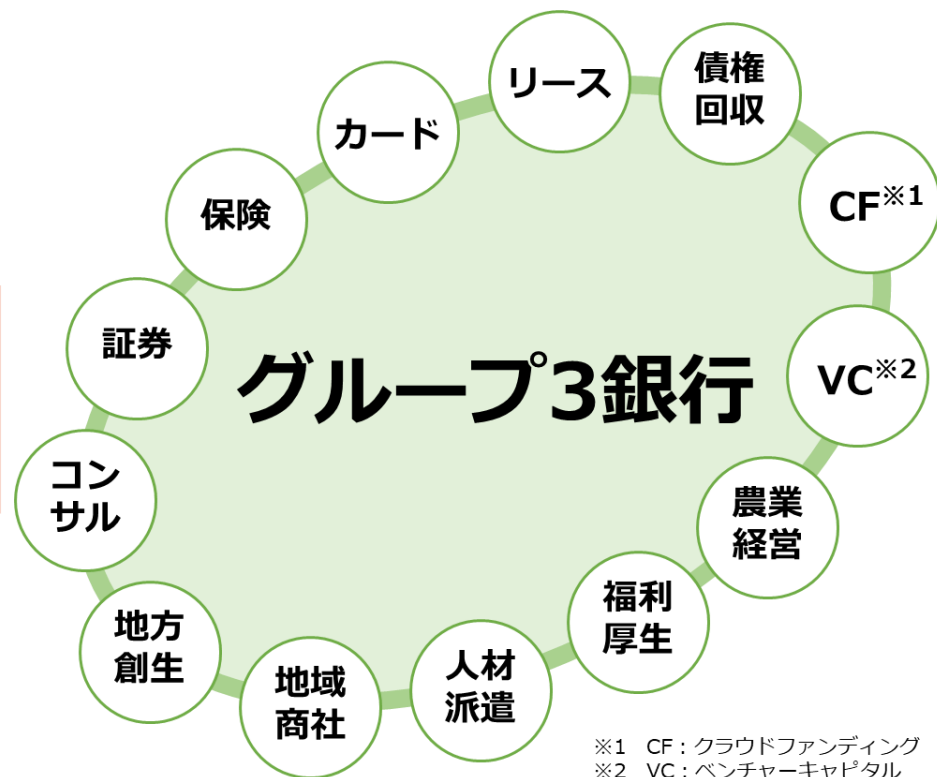 リース
債権
回収
カード
CF※1
保険
証券
グループ3銀行
VC※2
コン
サル
農業
経営
福利
厚生
地方
創生
人材
派遣
地域
商社
※1 CF：クラウドファンディング
※2 VC：ベンチャーキャピタル